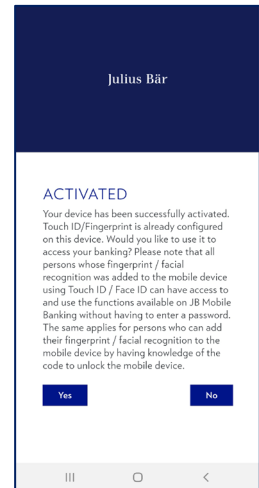 Julius Bär
ACTIVATED
Your device has been successfully activated.
Touch ID/Fingerprint is already configured
on this device. Would you like to use it to
access your banking? Please note that all
persons whose fingerprint / facial
recognition was added to the mobile device
using Touch ID / Face ID can have access to
and use the functions available on JB Mobile
Banking without having to enter a password.
The same applies for persons who can add
their fingerprint / facial recognition to the
mobile device by having knowledge of the
code to unlock the mobile device.
Yes
No